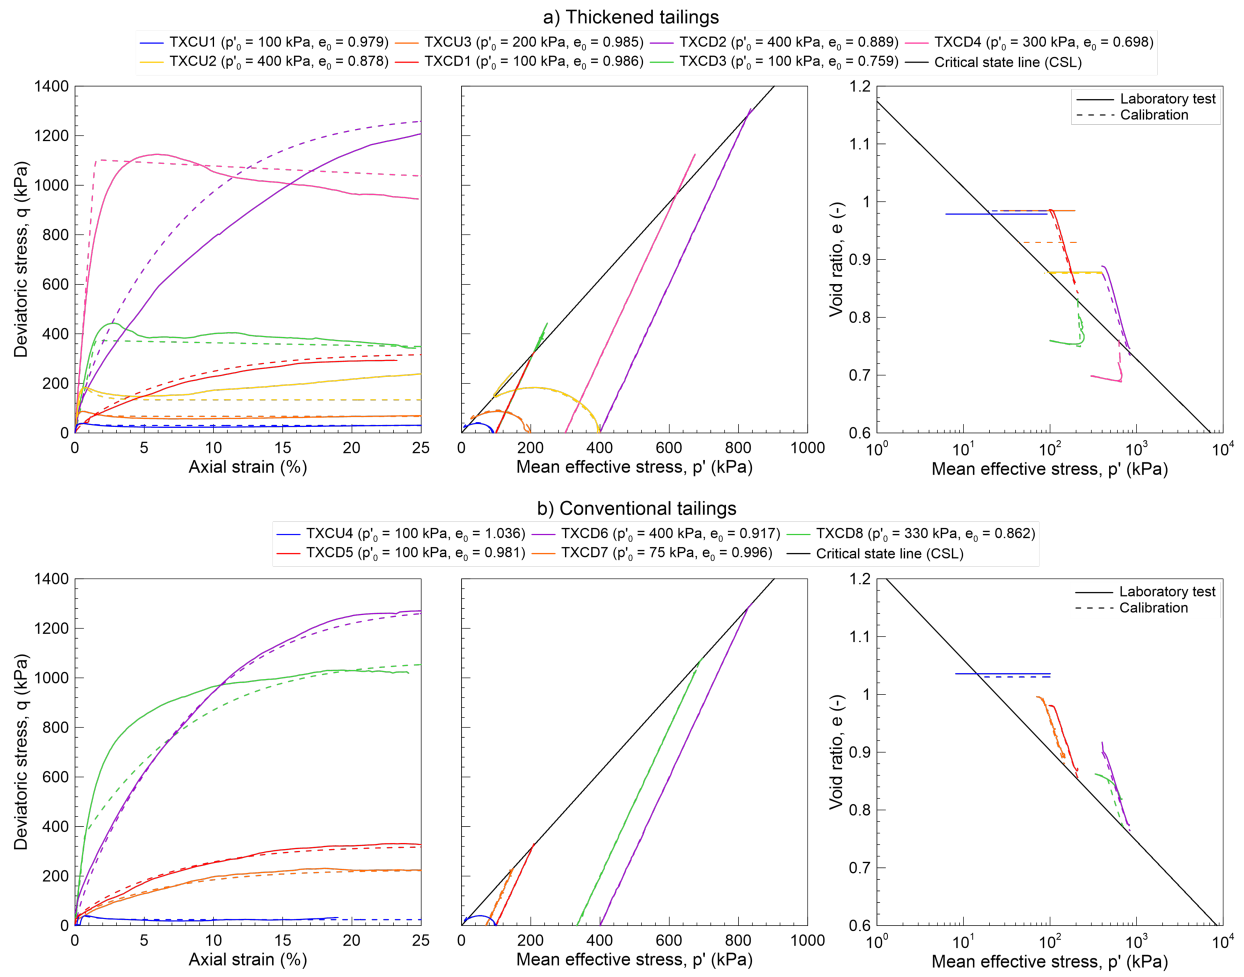 a) Thickened tailings
TXCU1 (p'0 = 100 kPa, e0 = 0.979) TXCU3 (p'0 = 200 kPa, e0 = 0.985) TXCD2 (p'0 = 400 kPa, e0 = 0.889) TXCD4 (p'0 = 300 kPa, e0 = 0.698)
TXCU2 (p'0 = 400 kPa, e0 = 0.878) TXCD1 (p'0 = 100 kPa, e0 = 0.986) TXCD3 (p'0 = 100 kPa, e0 = 0.759) Critical state line (CSL)
Deviatoric stress, q (kPa)
1400
1200
1000
800
600
400
200
0
0 5 10 15 20 25
Axial strain (%)
0 200 400 600 800 1000
Mean effective stress, p' (kPa)
Void ratio, e (-)
1.2
1.1
1
0.9
0.8
0.7
0.6
Laboratory test
Calibration
10^0 10^1 10^2 10^3 10^4
Mean effective stress, p' (kPa)
b) Conventional tailings
TXCU4 (p'0 = 100 kPa, e0 = 1.036) TXCD6 (p'0 = 400 kPa, e0 = 0.917) TXCD8 (p'0 = 330 kPa, e0 = 0.862)
TXCD5 (p'0 = 100 kPa, e0 = 0.981) TXCD7 (p'0 = 75 kPa, e0 = 0.996) Critical state line (CSL)
Deviatoric stress, q (kPa)
1400
1200
1000
800
600
400
200
0
0 5 10 15 20 25
Axial strain (%)
0 200 400 600 800 1000
Mean effective stress, p' (kPa)
Void ratio, e (-)
1.2
1.1
1
0.9
0.8
0.7
0.6
Laboratory test
Calibration
10^0 10^1 10^2 10^3 10^4
Mean effective stress, p' (kPa)